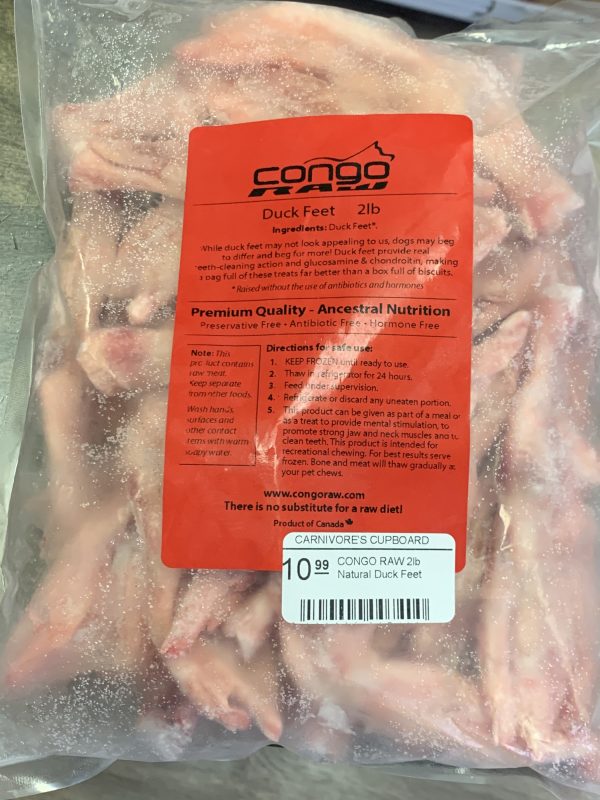 congo
RAW
Duck Feet 2lb
Ingredients: Duck Feet*.
While duck feet may not look appealing to us, dogs may beg
to differ and beg for more! Duck feet provide real
teeth-cleaning action and glucosamine & chondroitin, making
a bag full of these treats far better than a box full of biscuits.
* Raised without the use of antibiotics and hormones
Premium Quality - Ancestral Nutrition
Preservative Free • Antibiotic Free • Hormone Free
Note: This
product contains
raw meat.
Keep separate
from other foods.
Wash hands,
surfaces and
other contact
items with warm
soapy water.
Directions for safe use:
1. KEEP FROZEN until ready to use.
2. Thaw in refrigerator for 24 hours.
3. Feed under supervision.
4. Refrigerate or discard any uneaten portion.
5. This product can be given as part of a meal or
as a treat to provide mental stimulation, to
promote strong jaw and neck muscles and to
clean teeth. This product is intended for
recreational chewing. For best results serve
frozen. Bone and meat will thaw gradually as
your pet chews.
www.congoraw.com
There is no substitute for a raw diet!
Product of Canada
CARNIVORE'S CUPBOARD
10 99 CONGO RAW 2lb
Natural Duck Feet